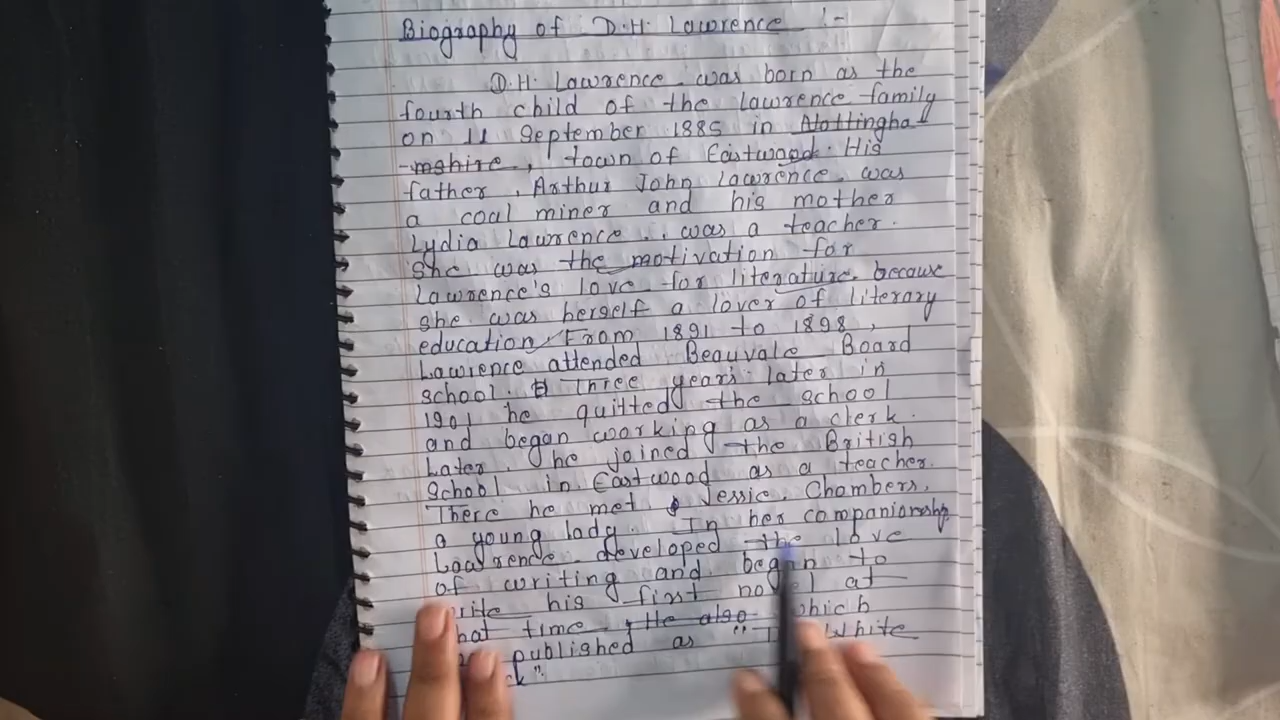 Biography of D.H. Lawrence :-
D.H. Lawrence was born as the
fourth child of the Lawrence family
on 11 September 1885 in Nottingha-
-mshire, town of Eastwood. His
father, Arthur John Lawrence, was
a coal miner and his mother
Lydia Lawrence, was a teacher.
She was the motivation for
Lawrence's love for literature, because
she was herself a lover of literary
education. From 1891 to 1898,
Lawrence attended Beauvale Board
school. Three years later in
1901 he quitted the school
and began working as a clerk.
Later, he joined the British
School in Eastwood as a teacher.
There he met Jessie Chambers,
a young lady. In her companionship
Lawrence developed the love
of writing and began to
his first novel at
time, He also which
published as " White
".